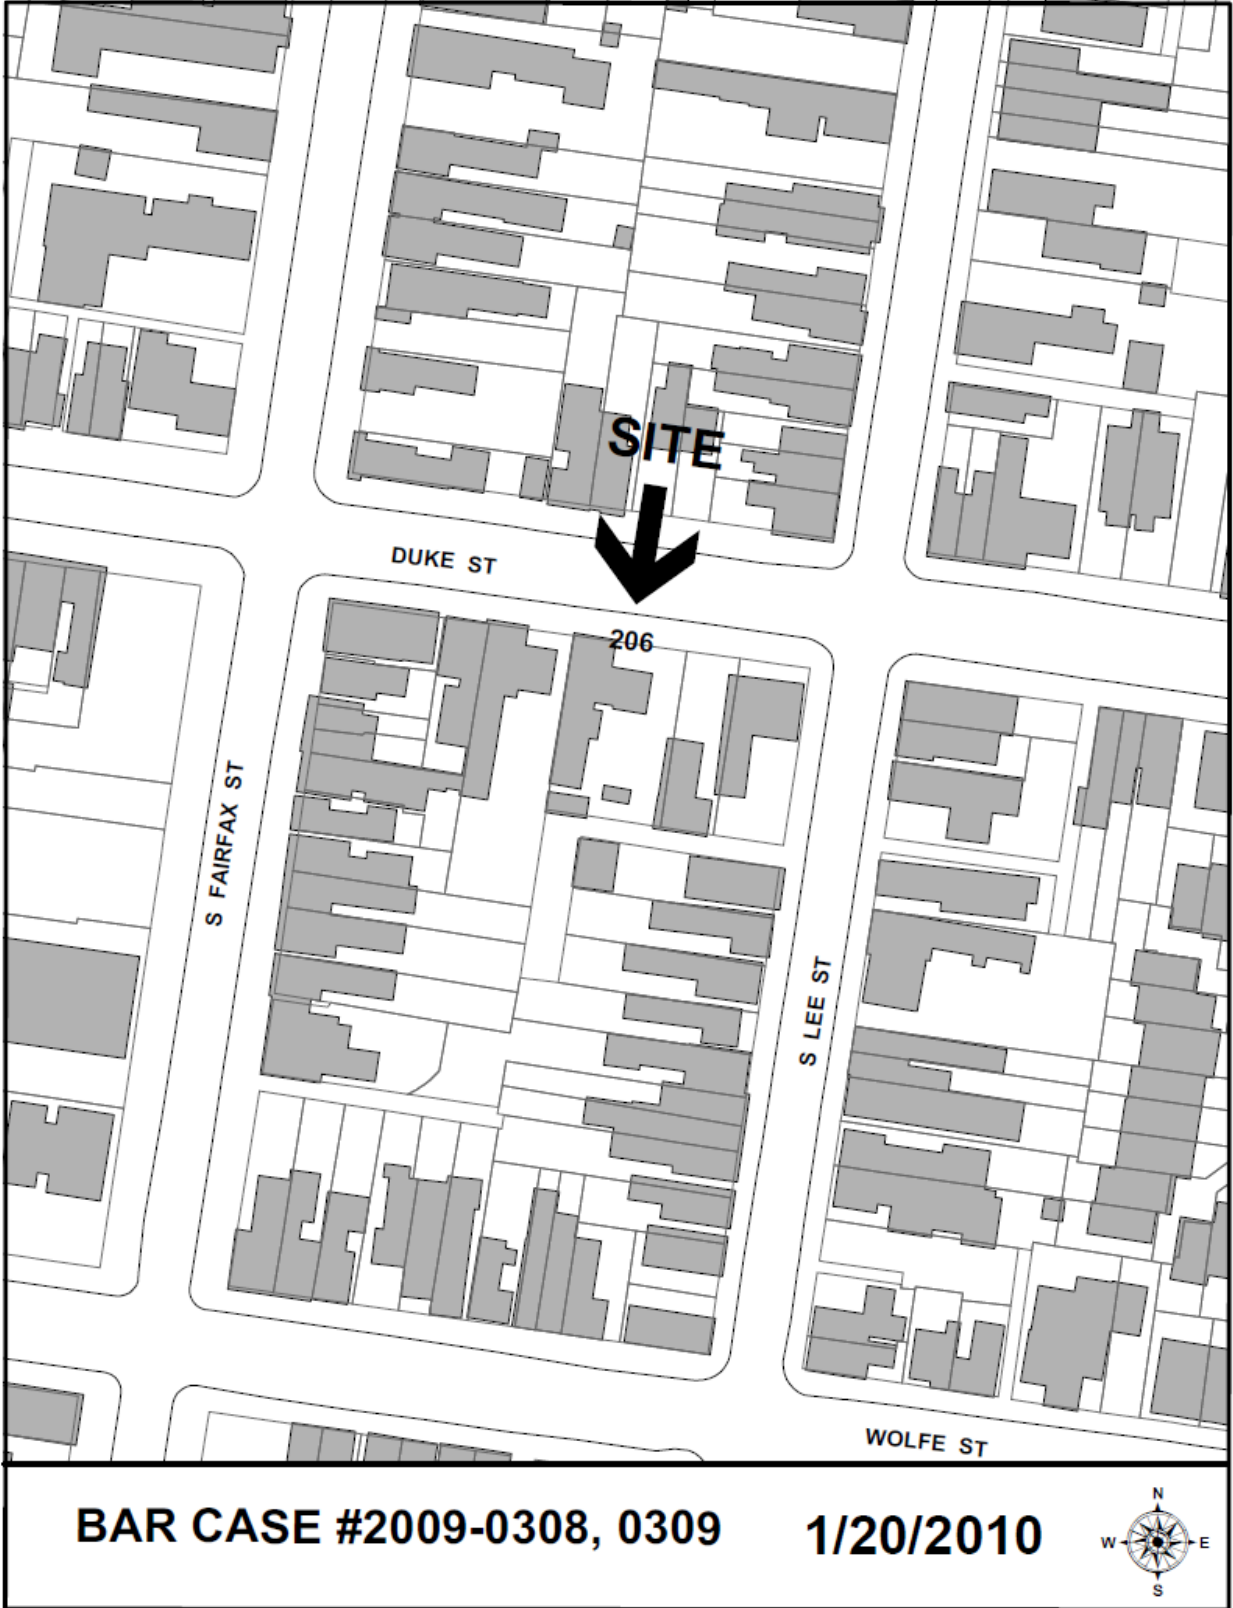 SITE
DUKE ST
206
S FAIRFAX ST
S LEE ST
WOLFE ST
BAR CASE #2009-0308, 0309
1/20/2010
N
W E
S